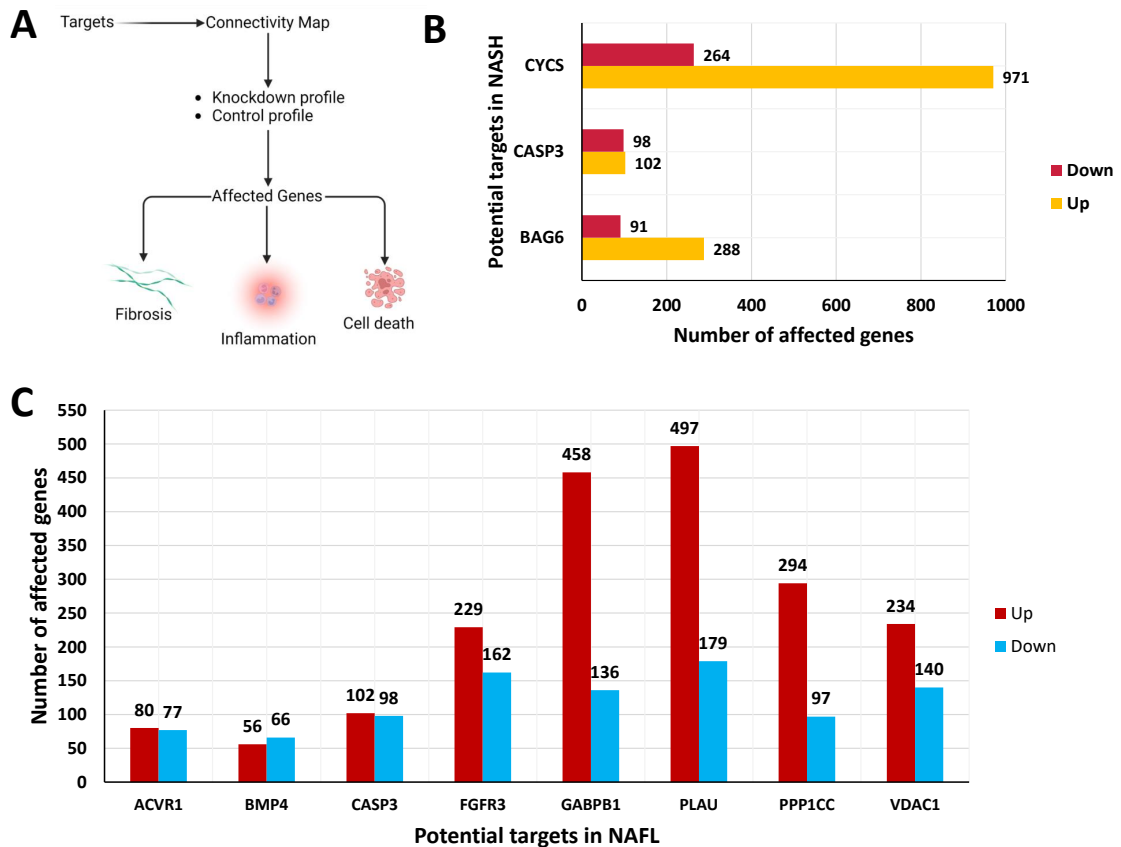 A
Targets
Connectivity Map
• Knockdown profile
• Control profile
Affected Genes
Fibrosis
Inflammation
Cell death
B
Potential targets in NASH
CYCS
264
971
CASP3
98
102
BAG6
91
288
0 200 400 600 800 1000
Number of affected genes
Down
Up
C
Number of affected genes
550
500
450
400
350
300
250
200
150
100
50
0
80 77
56 66
102 98
229 162
458 136
497 179
294 97
234 140
ACVR1 BMP4 CASP3 FGFR3 GABPB1 PLAU PPP1CC VDAC1
Potential targets in NAFL
Up
Down